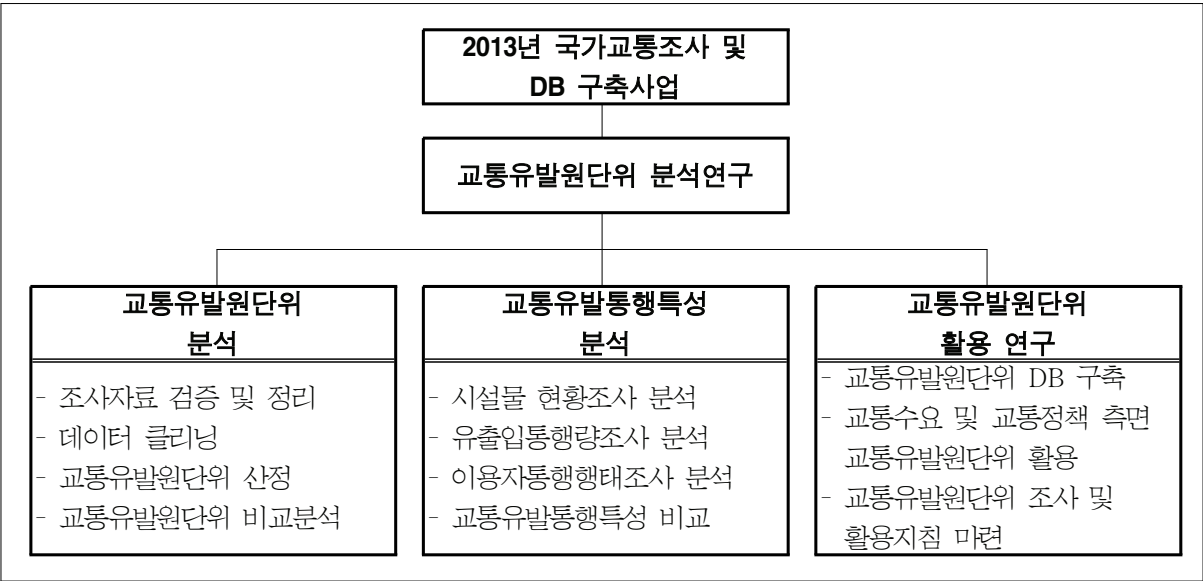 2013년 국가교통조사 및
DB 구축사업
교통유발원단위 분석연구
교통유발원단위
분석
- 조사자료 검증 및 정리
- 데이터 클리닝
- 교통유발원단위 산정
- 교통유발원단위 비교분석
교통유발통행특성
분석
- 시설물 현황조사 분석
- 유출입통행량조사 분석
- 이용자통행행태조사 분석
- 교통유발통행특성 비교
교통유발원단위
활용 연구
- 교통유발원단위 DB 구축
- 교통수요 및 교통정책 측면
교통유발원단위 활용
- 교통유발원단위 조사 및
활용지침 마련